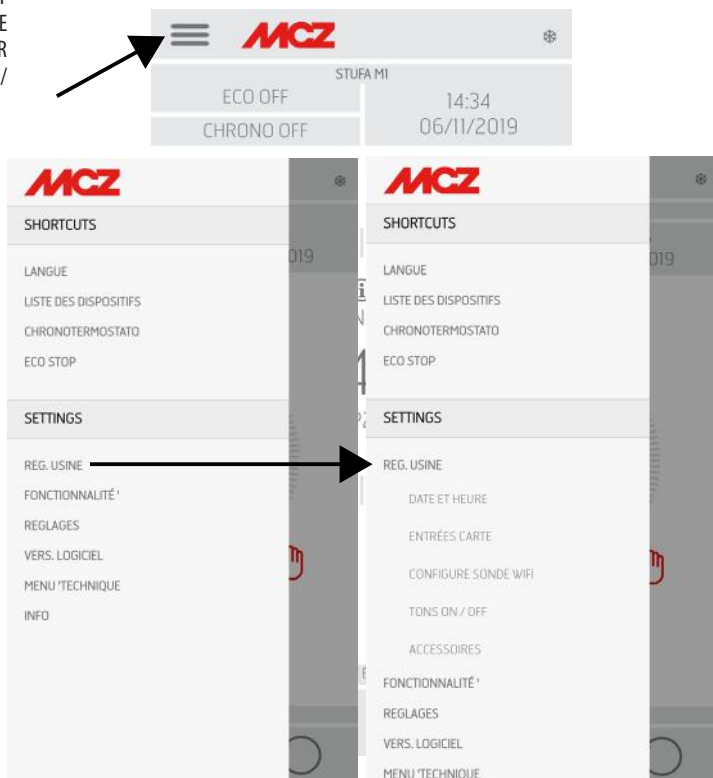 E
R
/
MCZ
STUFA M1
ECO OFF
14:34
CHRONO OFF
06/11/2019
MCZ
SHORTCUTS
019
LANGUE
LISTE DES DISPOSITIFS
CHRONOTERMOSTATO
ECO STOP
SETTINGS
REG. USINE
FONCTIONNALITÉ '
REGLAGES
VERS. LOGICIEL
MENU 'TECHNIQUE
INFO
MCZ
SHORTCUTS
019
LANGUE
LISTE DES DISPOSITIFS
CHRONOTERMOSTATO
ECO STOP
SETTINGS
REG. USINE
DATE ET HEURE
ENTRÉES CARTE
CONFIGURE SONDE WIFI
TONS ON / OFF
ACCESSOIRES
FONCTIONNALITÉ '
REGLAGES
VERS. LOGICIEL
MENU 'TECHNIQUE